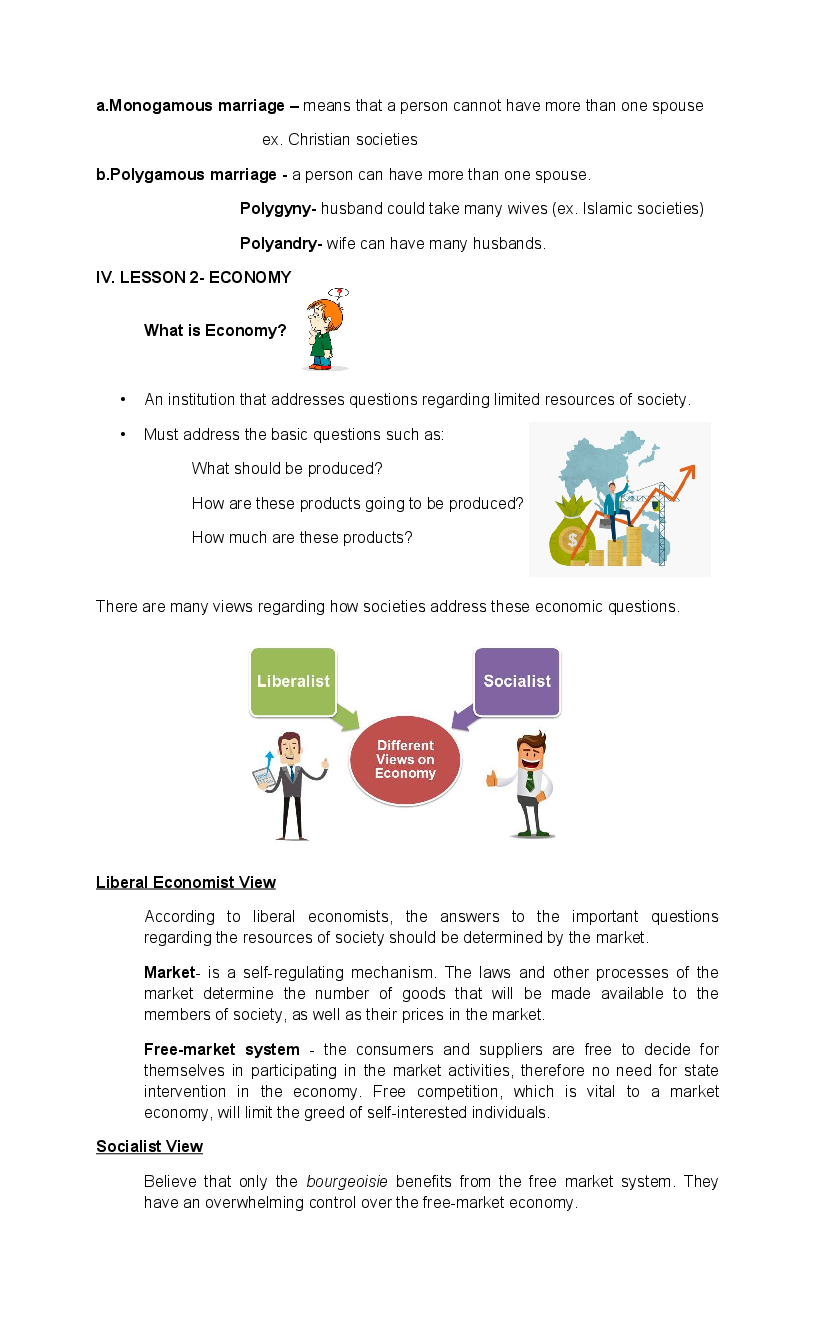 a.Monogamous marriage – means that a person cannot have more than one spouse
ex. Christian societies
b.Polygamous marriage - a person can have more than one spouse.
Polygyny- husband could take many wives (ex. Islamic societies)
Polyandry- wife can have many husbands.
IV. LESSON 2- ECONOMY
What is Economy?
• An institution that addresses questions regarding limited resources of society.
• Must address the basic questions such as:
What should be produced?
How are these products going to be produced?
How much are these products?
$
There are many views regarding how societies address these economic questions.
Liberalist
Socialist
Different
Views on
Economy
Liberal Economist View
According to liberal economists, the answers to the important questions
regarding the resources of society should be determined by the market.
Market- is a self-regulating mechanism. The laws and other processes of the
market determine the number of goods that will be made available to the
members of society, as well as their prices in the market.
Free-market system - the consumers and suppliers are free to decide for
themselves in participating in the market activities, therefore no need for state
intervention in the economy. Free competition, which is vital to a market
economy, will limit the greed of self-interested individuals.
Socialist View
Believe that only the bourgeoisie benefits from the free market system. They
have an overwhelming control over the free-market economy.